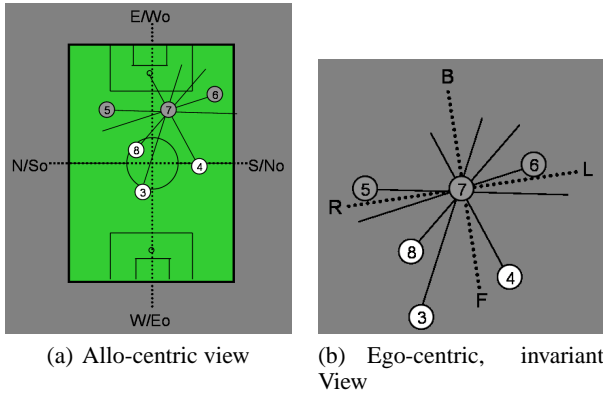 E/Wo
6
5
7
8
N/So
S/No
4
3
W/Eo
(a) Allo-centric view
B
6
L
5
7
R
8
4
F
3
(b) Ego-centric, invariant
View